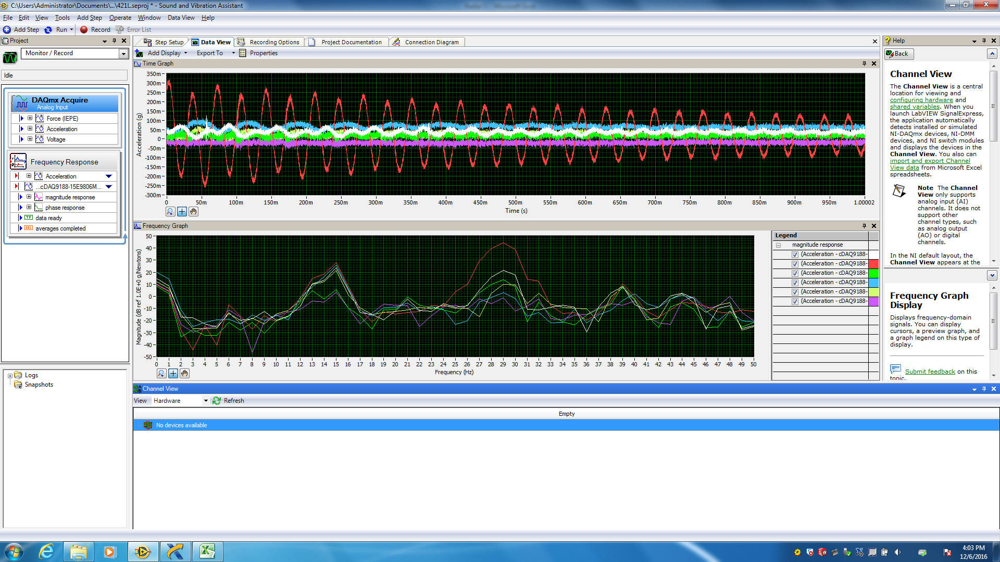 C:\Users\Administrator\Documents\...\421L.seproj * - Sound and Vibration Assistant
File Edit View Tools Add Step Operate Window Data View Help
Add Step Run Record Error List
Project
Monitor / Record
Idle
DAQmx Acquire
Analog Input
Force (IEPE)
Acceleration
Voltage
Frequency Response
Acceleration
...cDAQ9188-15E9806M...
magnitude response
phase response
TF data ready
DBL averages completed
Logs
Snapshots
Step Setup Data View Recording Options Project Documentation Connection Diagram
Add Display Export To Properties
Time Graph
Acceleration (g)
350m
300m
250m
200m
150m
100m
50m
0
-50m
-100m
-150m
-200m
-250m
-300m
0 50m 100m 150m 200m 250m 300m 350m 400m 450m 500m 550m 600m 650m 700m 750m 800m 850m 900m 950m 1.00002
Time (s)
Frequency Graph
Magnitude (dB ref 1.0E+0 g/Newtons)
50
40
30
20
10
0
-10
-20
-30
-40
-50
0 1 2 3 4 5 6 7 8 9 10 11 12 13 14 15 16 17 18 19 20 21 22 23 24 25 26 27 28 29 30 31 32 33 34 35 36 37 38 39 40 41 42 43 44 45 46 47 48 49 50
Frequency (Hz)
Legend
magnitude response
(Acceleration - cDAQ9188-
(Acceleration - cDAQ9188-
(Acceleration - cDAQ9188-
(Acceleration - cDAQ9188-
(Acceleration - cDAQ9188-
(Acceleration - cDAQ9188-
Channel View
View Hardware Refresh
Empty
No devices available
Help
Back
Channel View
The Channel View is a central
location for viewing and
configuring hardware and
shared variables. When you
launch LabVIEW SignalExpress,
the application automatically
detects installed or simulated
NI-DAQmx devices, NI-DMM
devices, and NI switch modules
and displays the devices in the
Channel View. You also can
import and export Channel
View data from Microsoft Excel
spreadsheets.
Note The Channel
View only supports
analog input (AI)
channels. It does not
support other
channel types, such
as analog output
(AO) or digital
channels.
In the NI default layout, the
Channel View appears at the
Frequency Graph
Display
Displays frequency-domain
signals. You can display
cursors, a preview graph, and
a graph legend on this type of
display.
Submit feedback on this
topic.
4:03 PM
12/6/2016